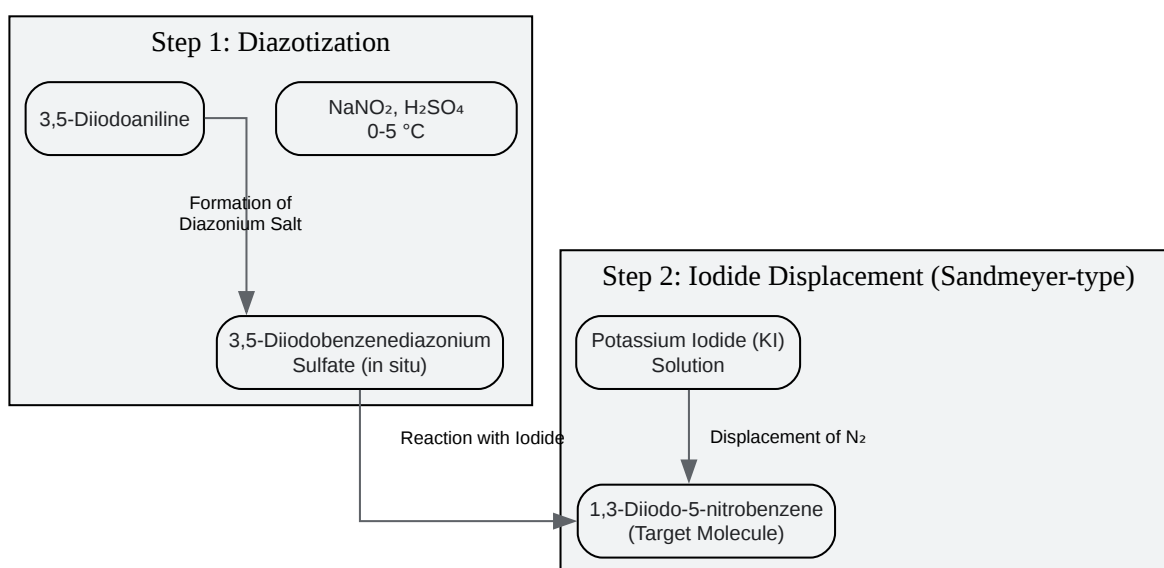 Step 1: Diazotization
3,5-Diiodoaniline
NaNO₂, H₂SO₄
0-5 °C
Formation of
Diazonium Salt
3,5-Diiodobenzenediazonium
Sulfate (in situ)
Step 2: Iodide Displacement (Sandmeyer-type)
Potassium Iodide (KI)
Solution
Reaction with Iodide
Displacement of N₂
1,3-Diiodo-5-nitrobenzene
(Target Molecule)